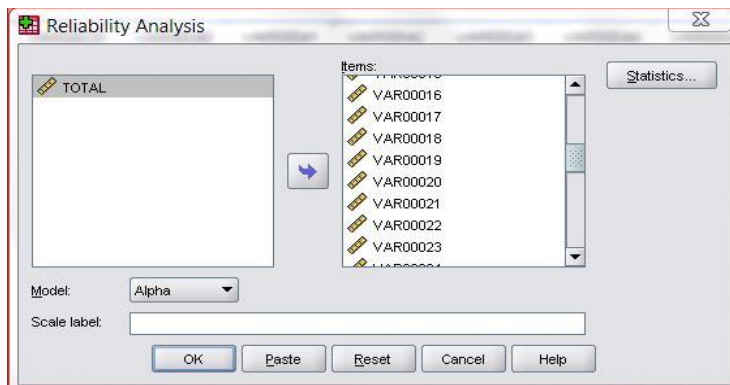 Reliability Analysis
Items:
TOTAL
VAR00016
VAR00017
VAR00018
VAR00019
VAR00020
VAR00021
VAR00022
VAR00023
Statistics...
Model:
Alpha
Scale label:
OK
Paste
Reset
Cancel
Help